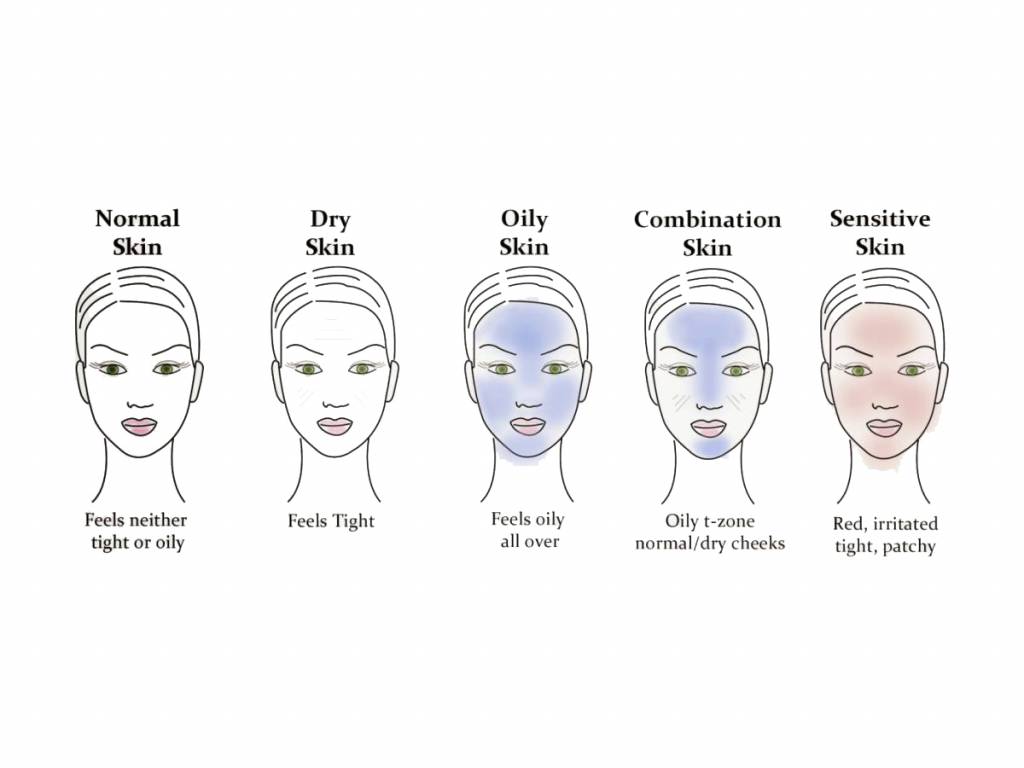 Normal
Skin
Dry
Skin
Oily
Skin
Combination
Skin
Sensitive
Skin
Feels neither
tight or oily
Feels Tight
Feels oily
all over
Oily t-zone
normal/dry cheeks
Red, irritated
tight, patchy